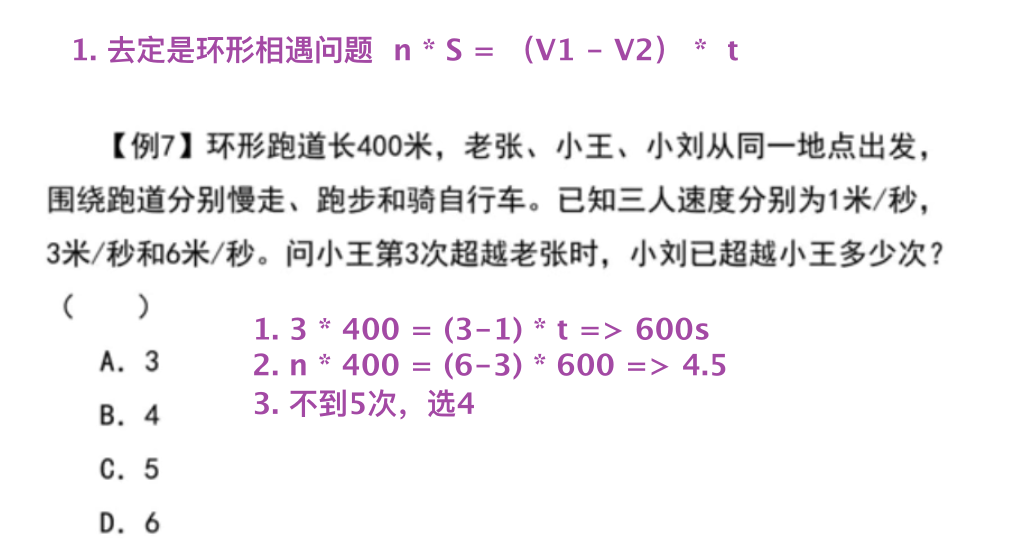 1. 去定是环形相遇问题 n * S = （V1 - V2） * t
【例7】环形跑道长400米，老张、小王、小刘从同一地点出发，
围绕跑道分别慢走、跑步和骑自行车。已知三人速度分别为1米/秒，
3米/秒和6米/秒。问小王第3次超越老张时，小刘已超越小王多少次？
（ ）
1. 3 * 400 = (3-1) * t => 600s
2. n * 400 = (6-3) * 600 => 4.5
3. 不到5次，选4
A. 3
B. 4
C. 5
D. 6